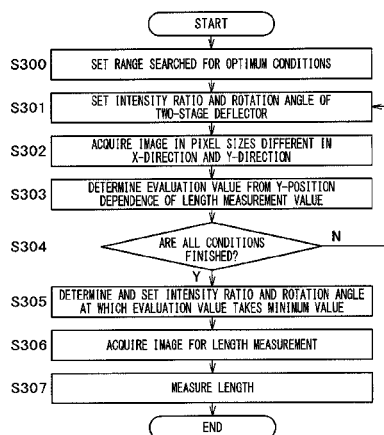 START
S300
SET RANGE SEARCHED FOR OPTIMUM CONDITIONS
S301
SET INTENSITY RATIO AND ROTATION ANGLE OF
TWO-STAGE DEFLECTOR
S302
ACQUIRE IMAGE IN PIXEL SIZES DIFFERENT IN
X-DIRECTION AND Y-DIRECTION
S303
DETERMINE EVALUATION VALUE FROM Y-POSITION
DEPENDENCE OF LENGTH MEASUREMENT VALUE
S304
ARE ALL CONDITIONS
FINISHED?
N
Y
S305
DETERMINE AND SET INTENSITY RATIO AND ROTATION ANGLE
AT WHICH EVALUATION VALUE TAKES MINIMUM VALUE
S306
ACQUIRE IMAGE FOR LENGTH MEASUREMENT
S307
MEASURE LENGTH
END